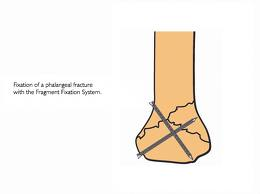 Fixation of a phalangeal fracture
with the Fragment Fixation System.